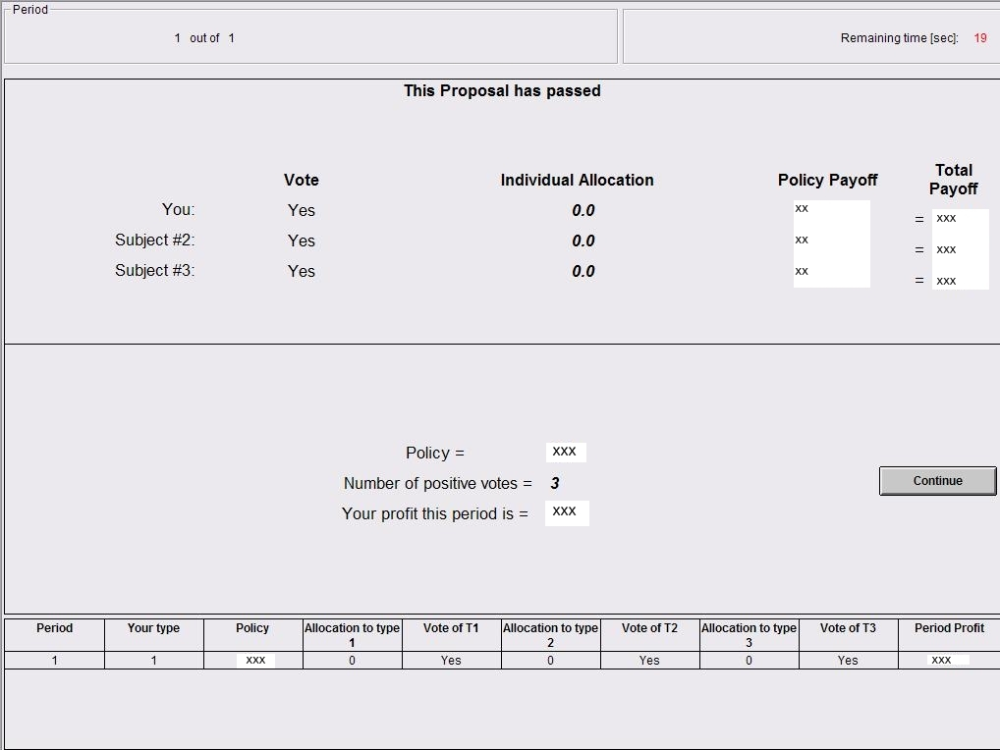 Period
1 out of 1
Remaining time [sec]: 19
This Proposal has passed
Vote Individual Allocation Policy Payoff Total Payoff
You: Yes 0.0 xx = xxx
Subject #2: Yes 0.0 xx = xxx
Subject #3: Yes 0.0 xx = xxx
Policy = xxx
Number of positive votes = 3
Continue
Your profit this period is = xxx
Period Your type Policy Allocation to type 1 Vote of T1 Allocation to type 2 Vote of T2 Allocation to type 3 Vote of T3 Period Profit
1 1 xxx 0 Yes 0 Yes 0 Yes xxx